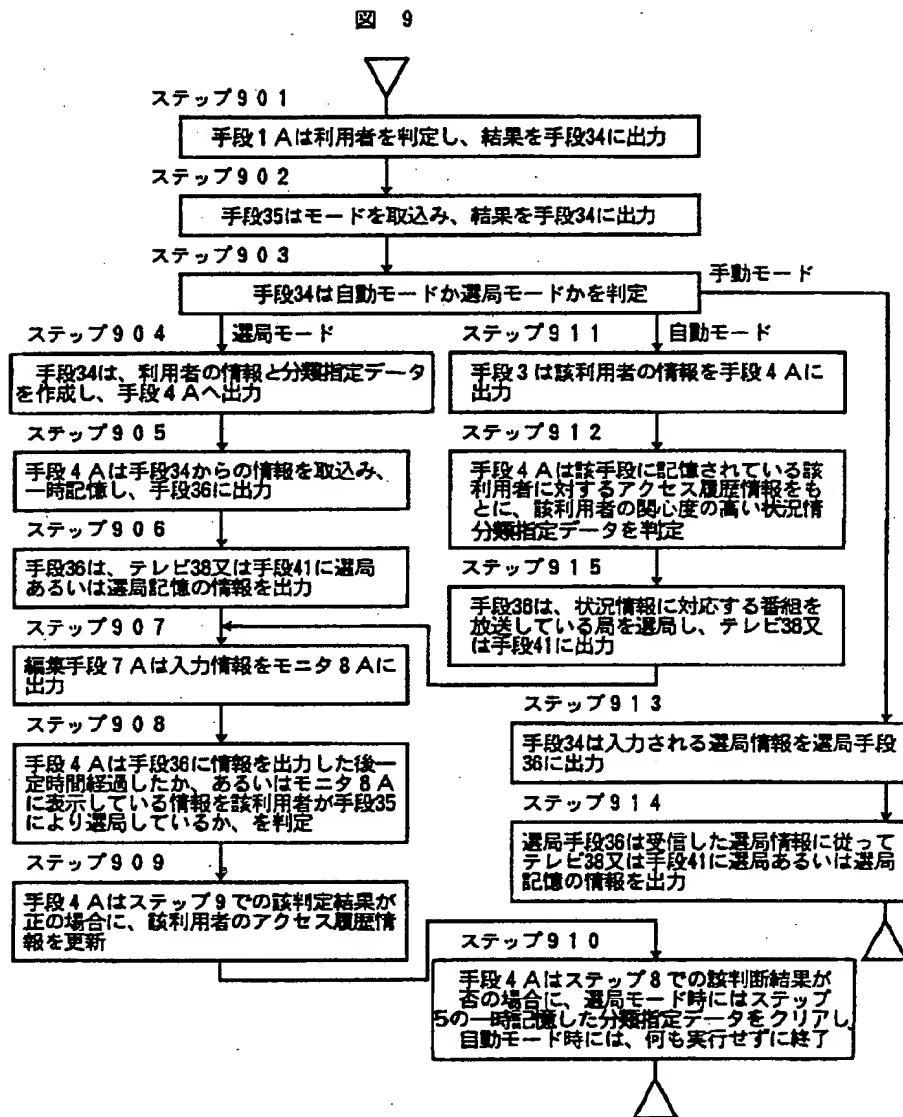 図 9
ステップ901
手段1Aは利用者を判定し、結果を手段34に出力
ステップ902
手段35はモードを取込み、結果を手段34に出力
ステップ903
手段34は自動モードか選局モードかを判定
手動モード
ステップ904
選局モード
手段34は、利用者の情報と分類指定データ
を作成し、手段4Aへ出力
ステップ905
手段4Aは手段34からの情報を取込み、
一時記憶し、手段36に出力
ステップ906
手段36は、テレビ38又は手段41に選局
あるいは選局記憶の情報を出力
ステップ907
編集手段7Aは入力情報をモニタ8Aに
出力
ステップ908
手段4Aは手段36に情報を出力した後一
定時間経過したか、あるいはモニタ8A
に表示している情報を該利用者が手段35
により選局しているか、を判定
ステップ909
手段4Aはステップ9での該判定結果が
正の場合に、該利用者のアクセス履歴情
報を更新
ステップ911
自動モード
手段3は該利用者の情報を手段4Aに
出力
ステップ912
手段4Aは該手段に記憶されている該
利用者に対するアクセス履歴情報をも
とに、該利用者の関心度の高い状況情
分類指定データを判定
ステップ915
手段36は、状況情報に対応する番組を
放送している局を選局し、テレビ38又
は手段41に出力
ステップ913
手段34は入力される選局情報を選局手段
36に出力
ステップ914
選局手段36は受信した選局情報に従って
テレビ38又は手段41に選局あるいは選局
記憶の情報を出力
ステップ910
手段4Aはステップ8での該判断結果が
否の場合に、選局モード時にはステップ
5の一時記憶した分類指定データをクリアし、
自動モード時には、何も実行せずに終了